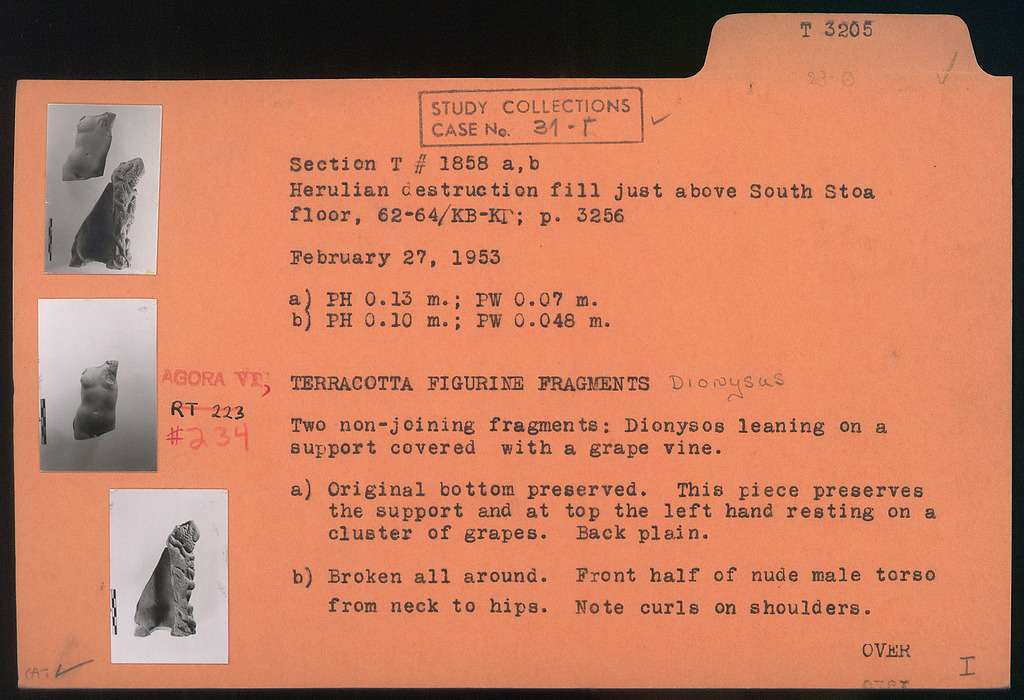 T 3205
23-B
STUDY COLLECTIONS
CASE No. 31-Γ
Section T # 1858 a,b
Herulian destruction fill just above South Stoa
floor, 62-64/KB-KΓ; p. 3256
February 27, 1953
a) PH 0.13 m.; PW 0.07 m.
b) PH 0.10 m.; PW 0.048 m.
AGORA VI,
RT 223
#234
TERRACOTTA FIGURINE FRAGMENTS Dionysus
Two non-joining fragments: Dionysos leaning on a
support covered with a grape vine.
a) Original bottom preserved. This piece preserves
the support and at top the left hand resting on a
cluster of grapes. Back plain.
b) Broken all around. Front half of nude male torso
from neck to hips. Note curls on shoulders.
OVER
CAT
I